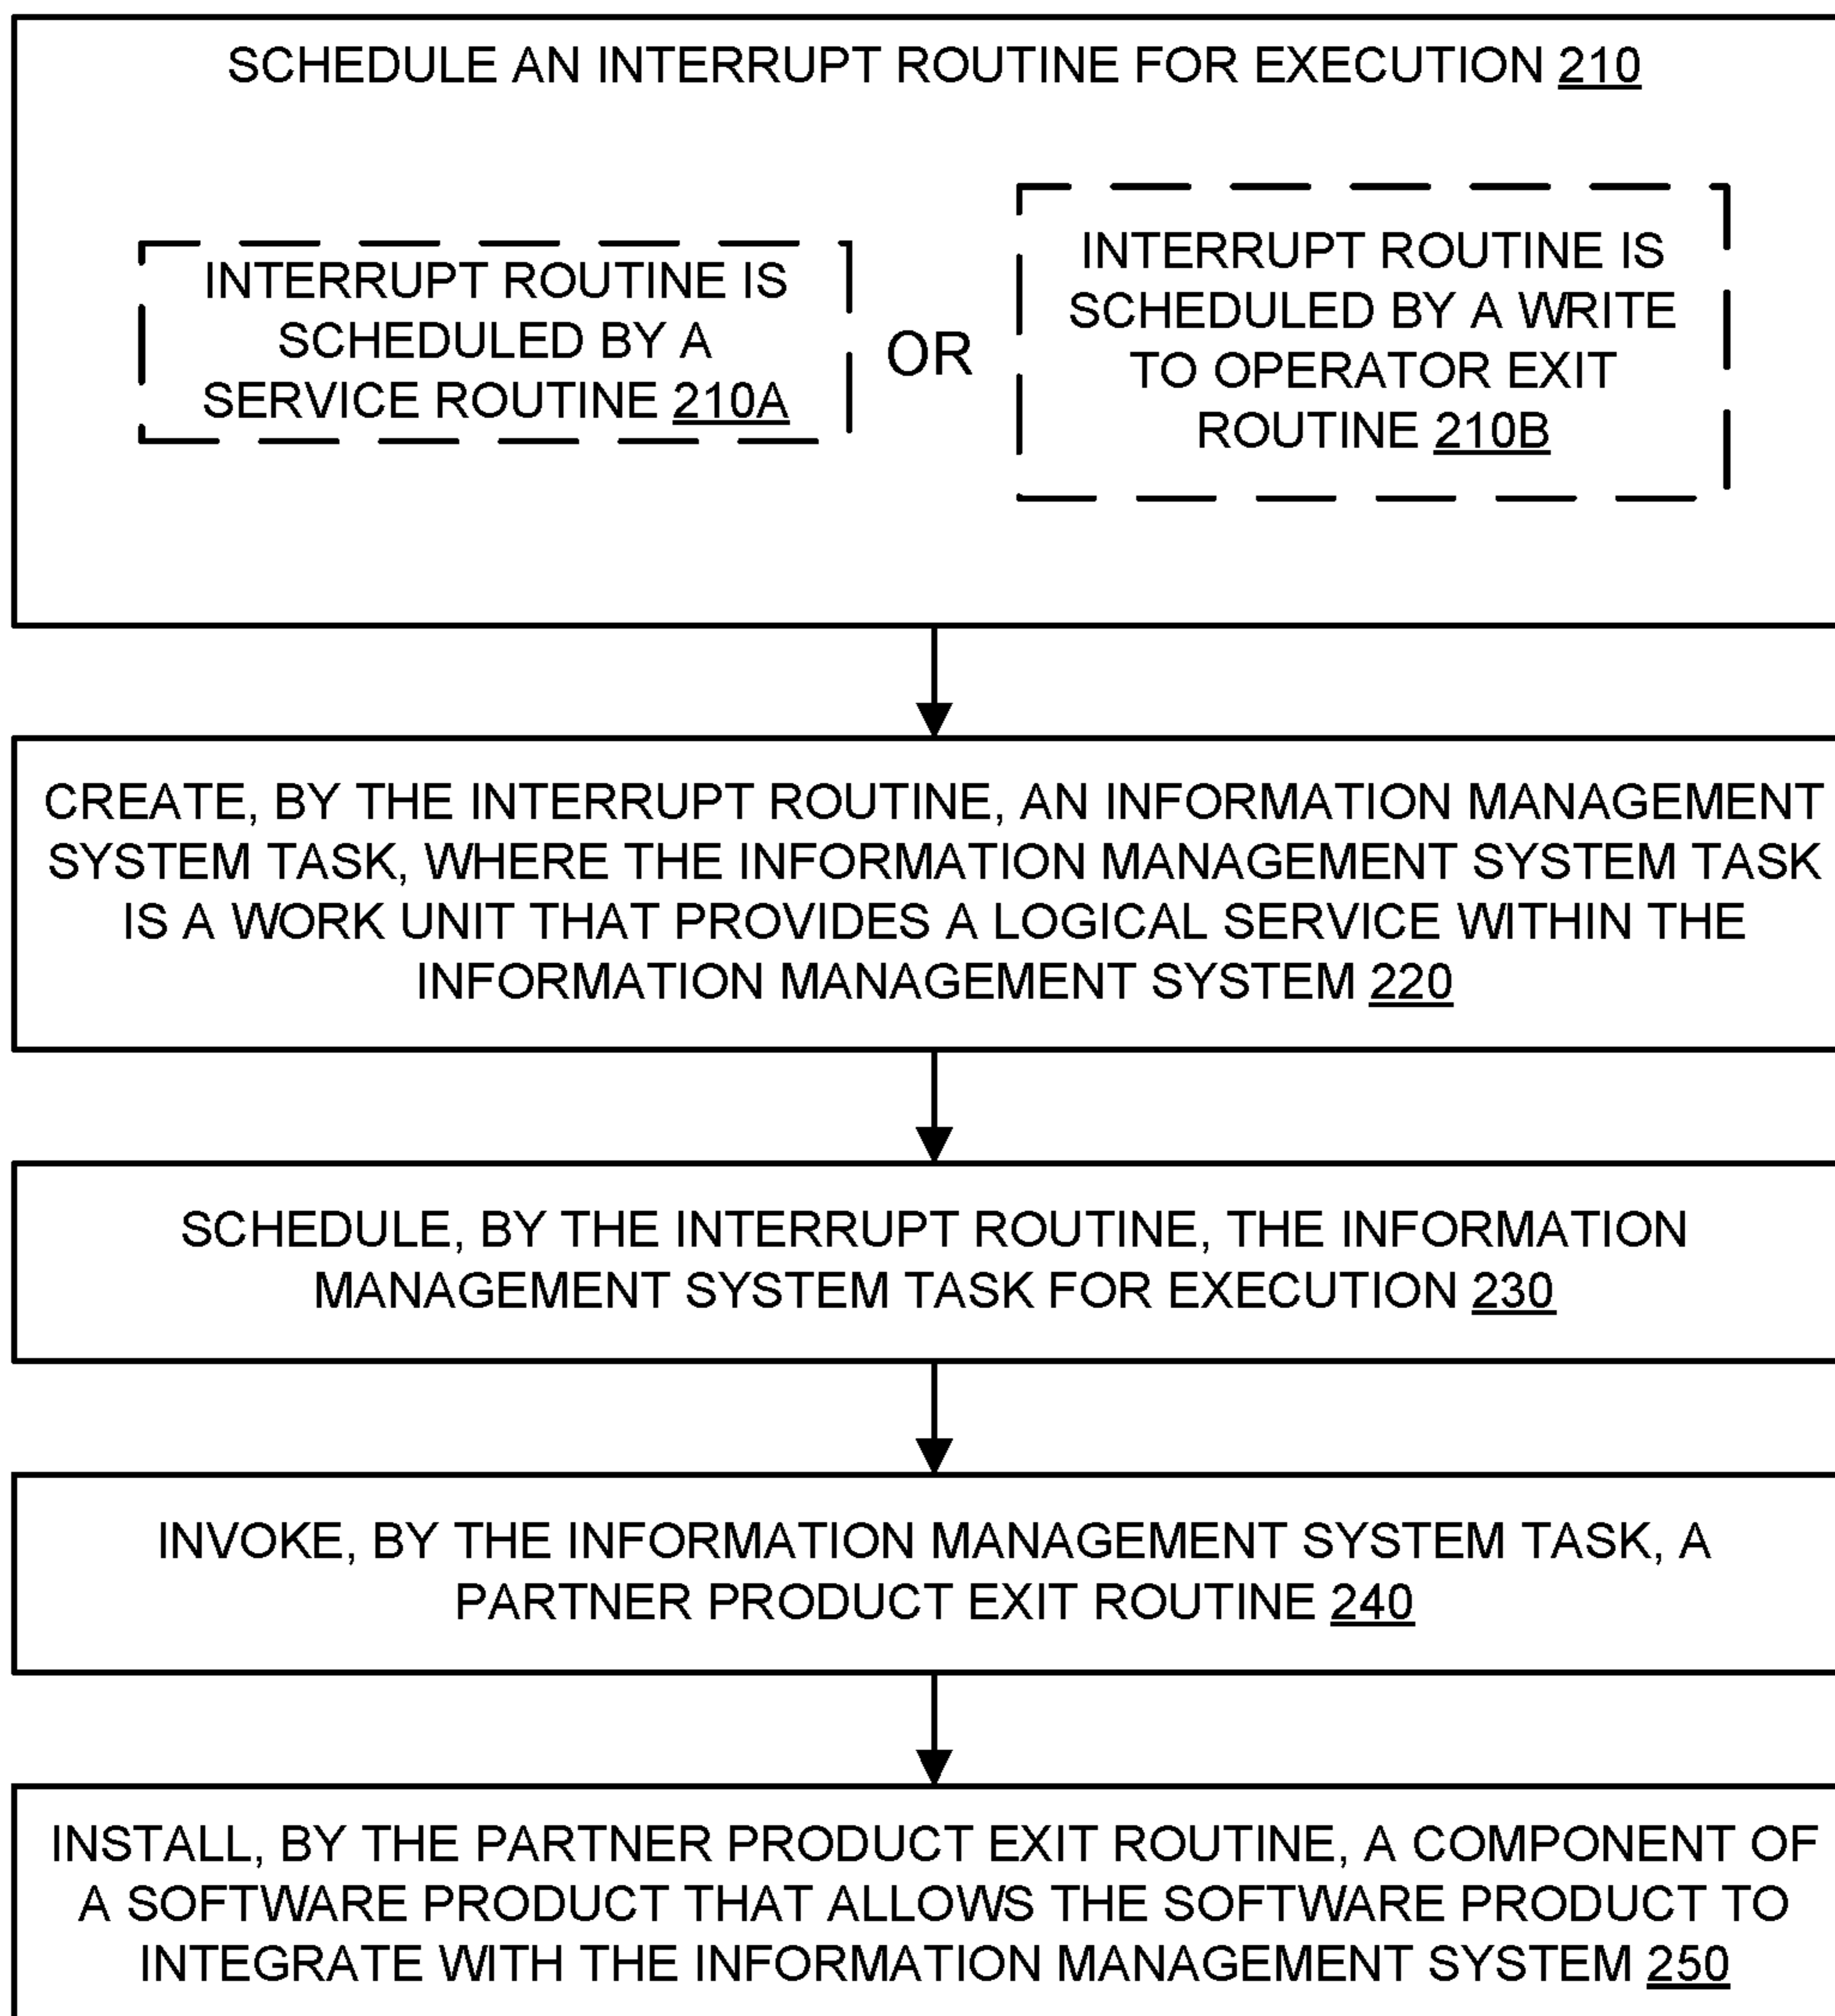 SCHEDULE AN INTERRUPT ROUTINE FOR EXECUTION 210
INTERRUPT ROUTINE IS
SCHEDULED BY A
SERVICE ROUTINE 210A
OR
INTERRUPT ROUTINE IS
SCHEDULED BY A WRITE
TO OPERATOR EXIT
ROUTINE 210B
CREATE, BY THE INTERRUPT ROUTINE, AN INFORMATION MANAGEMENT
SYSTEM TASK, WHERE THE INFORMATION MANAGEMENT SYSTEM TASK
IS A WORK UNIT THAT PROVIDES A LOGICAL SERVICE WITHIN THE
INFORMATION MANAGEMENT SYSTEM 220
SCHEDULE, BY THE INTERRUPT ROUTINE, THE INFORMATION
MANAGEMENT SYSTEM TASK FOR EXECUTION 230
INVOKE, BY THE INFORMATION MANAGEMENT SYSTEM TASK, A
PARTNER PRODUCT EXIT ROUTINE 240
INSTALL, BY THE PARTNER PRODUCT EXIT ROUTINE, A COMPONENT OF
A SOFTWARE PRODUCT THAT ALLOWS THE SOFTWARE PRODUCT TO
INTEGRATE WITH THE INFORMATION MANAGEMENT SYSTEM 250